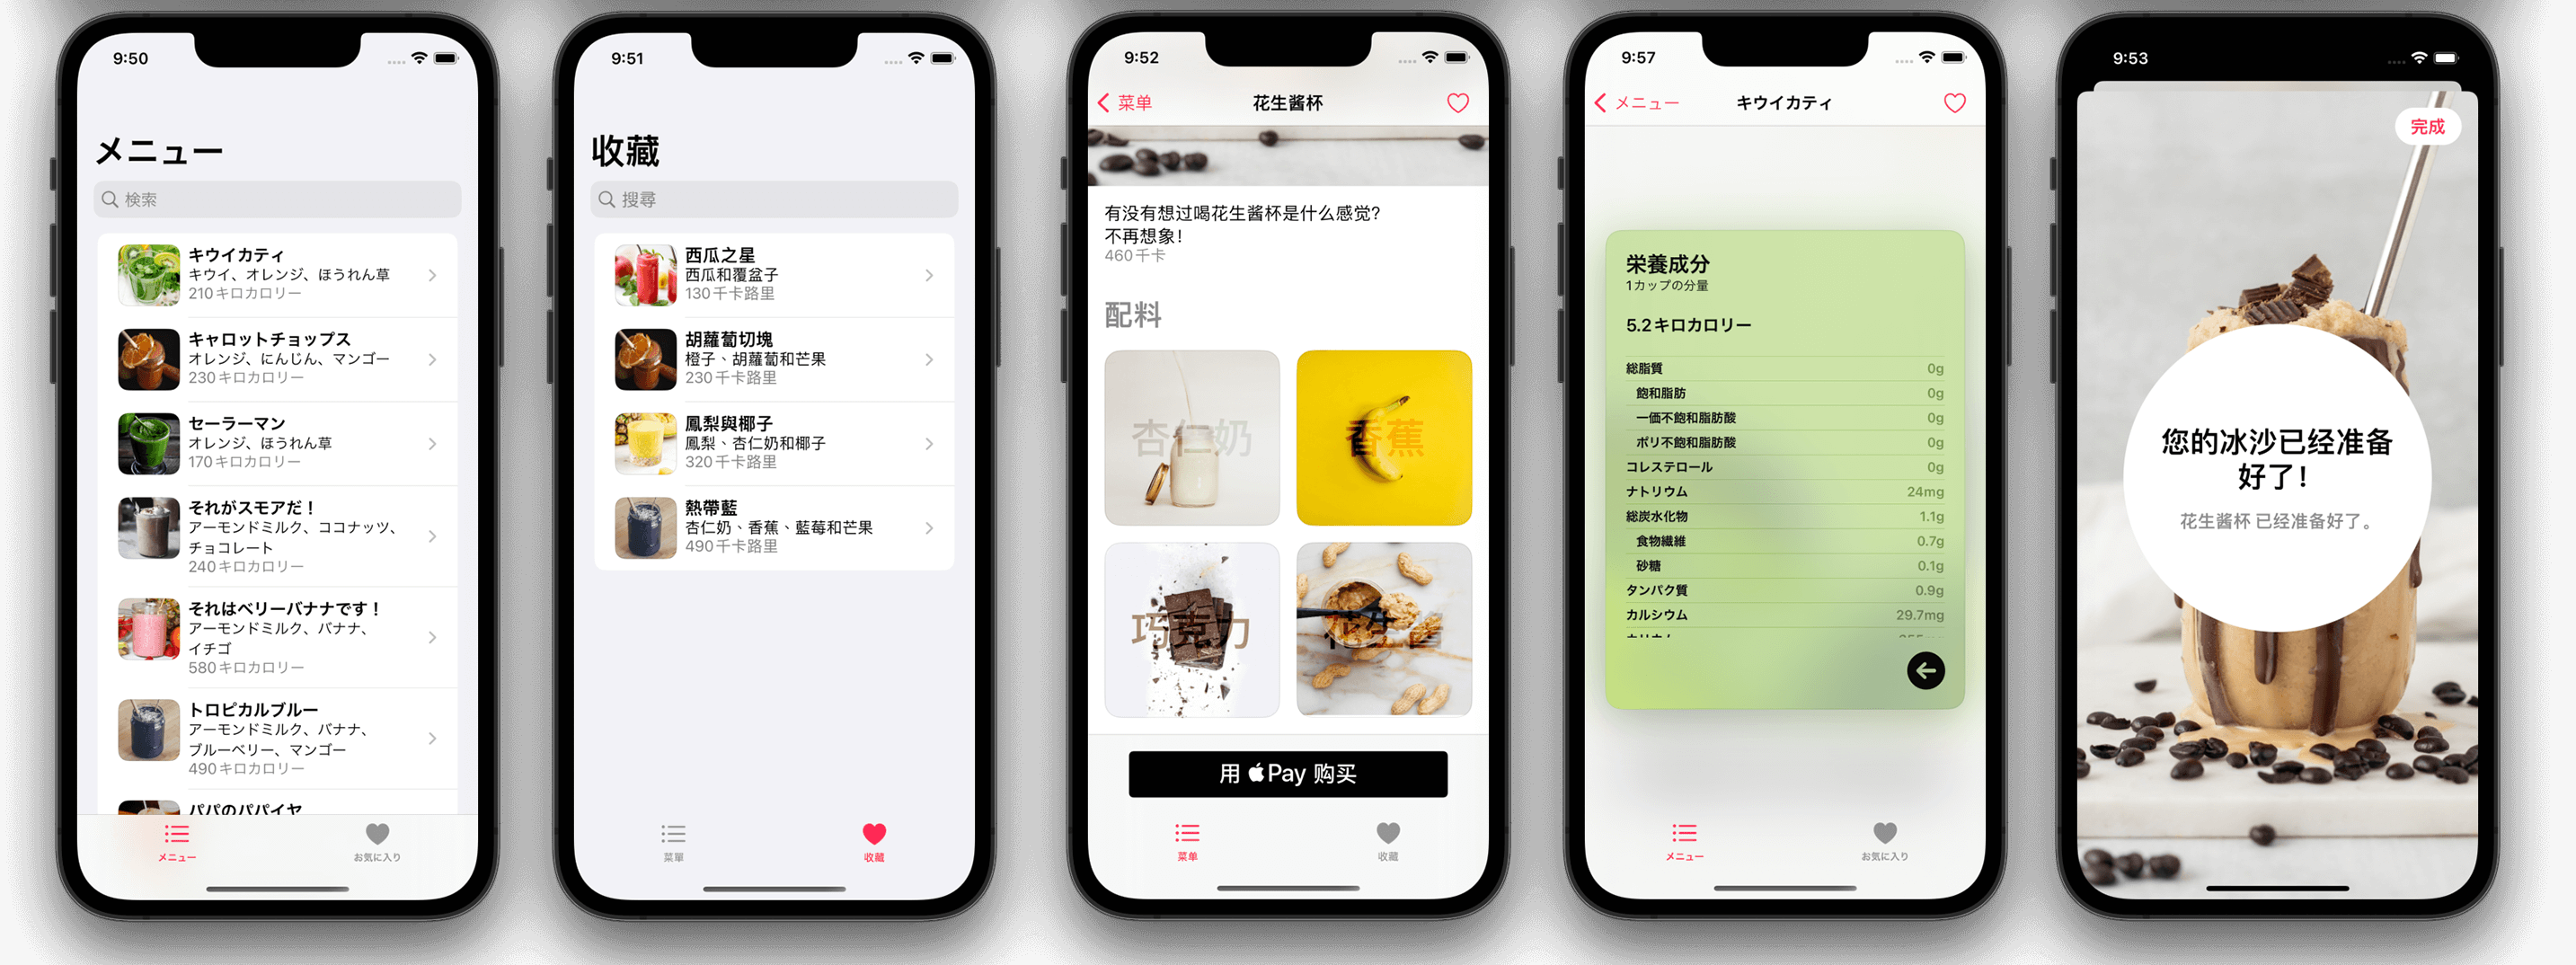 9:50
メニュー
検索
キウイカティ
キウイ、オレンジ、ほうれん草
210キロカロリー
キャロットチョップス
オレンジ、にんじん、マンゴー
230キロカロリー
セーラーマン
オレンジ、ほうれん草
170キロカロリー
それがスモアだ！
アーモンドミルク、ココナッツ、
チョコレート
240キロカロリー
それはベリーバナナです！
アーモンドミルク、バナナ、
イチゴ
580キロカロリー
トロピカルブルー
アーモンドミルク、バナナ、
ブルーベリー、マンゴー
490キロカロリー
パパのパパイヤ
メニュー
お気に入り
9:51
收藏
搜尋
西瓜之星
西瓜和覆盆子
130千卡路里
胡蘿蔔切塊
橙子、胡蘿蔔和芒果
230千卡路里
鳳梨與椰子
鳳梨、杏仁奶和椰子
320千卡路里
熱帶藍
杏仁奶、香蕉、藍莓和芒果
490千卡路里
菜單
收藏
9:52
菜单
花生酱杯
有没有想过喝花生酱杯是什么感觉?
不再想象!
460千卡
配料
杏仁奶
香蕉
巧克力
花生酱
用 Pay 购买
菜单
收藏
9:57
メニュー
キウイカティ
栄養成分
1カップの分量
5.2キロカロリー
総脂質 0g
飽和脂肪 0g
一価不飽和脂肪酸 0g
ポリ不飽和脂肪酸 0g
コレステロール 0g
ナトリウム 24mg
総炭水化物 1.1g
食物繊維 0.7g
砂糖 0.1g
タンパク質 0.9g
カルシウム 29.7mg
メニュー
お気に入り
9:53
完成
您的冰沙已经准备
好了!
花生酱杯 已经准备好了。